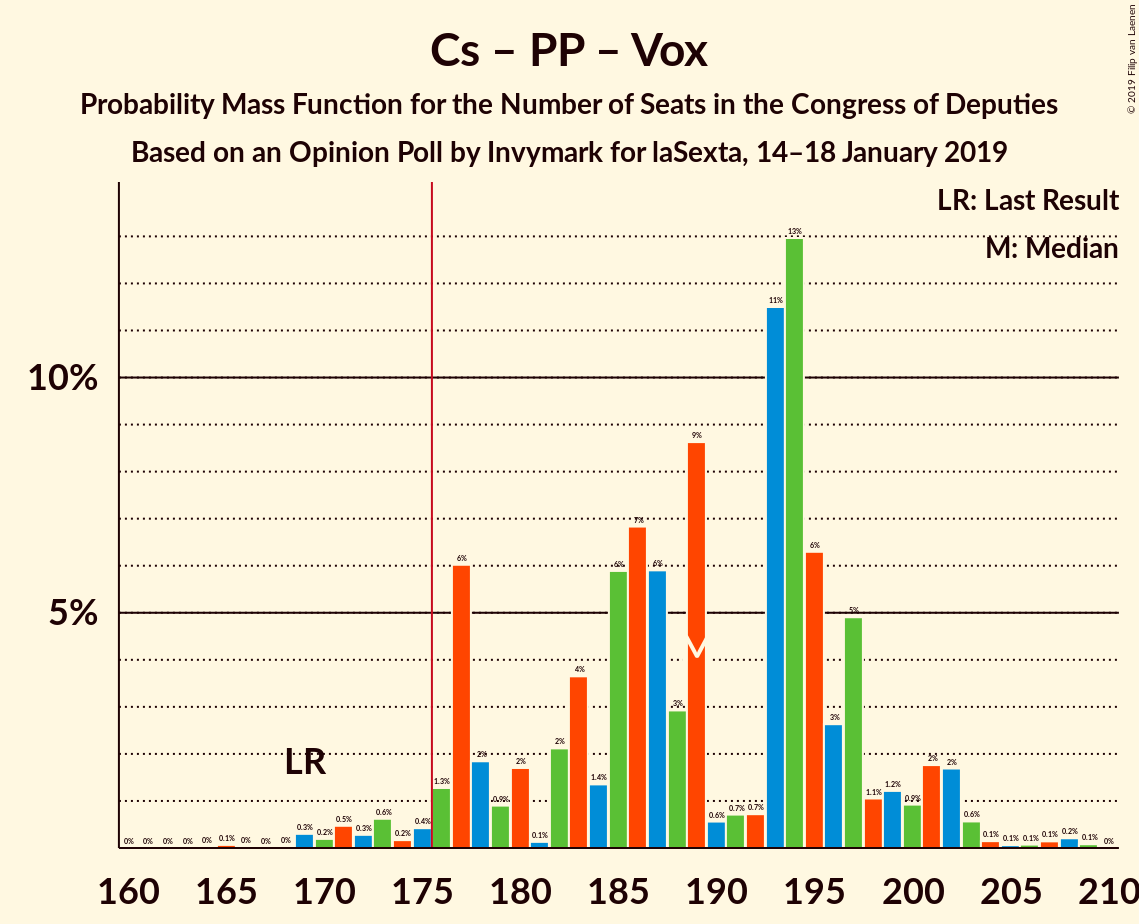 Cs – PP – Vox
Probability Mass Function for the Number of Seats in the Congress of Deputies
Based on an Opinion Poll by Invymark for laSexta, 14–18 January 2019
© 2019 Filip van Laenen
LR: Last Result
M: Median
10%
5%
LR
0% 0% 0% 0% 0% 0.1% 0% 0% 0% 0.3% 0.2% 0.5% 0.3% 0.6% 0.2% 0.4% 1.3% 6% 2% 0.9% 2% 0.1% 2% 4% 1.4% 6% 7% 6% 3% 9% 0.6% 0.7% 0.7% 11% 13% 6% 3% 5% 1.1% 1.2% 0.9% 2% 2% 0.6% 0.1% 0.1% 0.1% 0.1% 0.2% 0.1% 0%
160 165 170 175 180 185 190 195 200 205 210